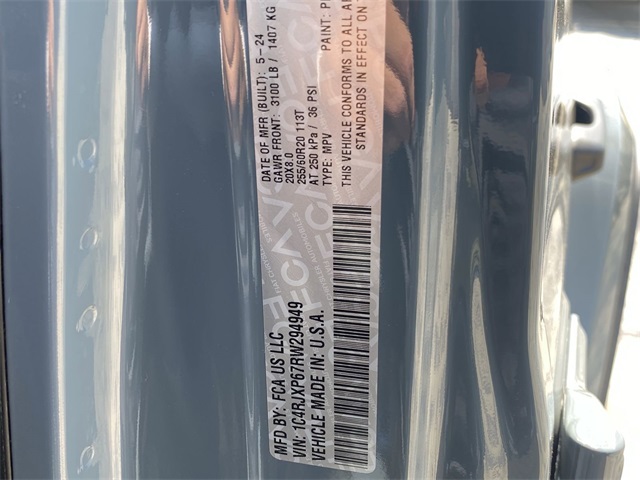 MFD BY: FCA US LLC
DATE OF MFR (BUILT): 5-24
GAWR FRONT: 3100 LB / 1407 KG
20X8.0
255/60R20 113T
AT 250 kPa / 36 PSI
TYPE: MPV
PAINT:
THIS VEHICLE CONFORMS TO ALL
STANDARDS IN EFFECT ON
VIN: 1C4RJXP67RW294949
VEHICLE MADE IN: U.S.A.